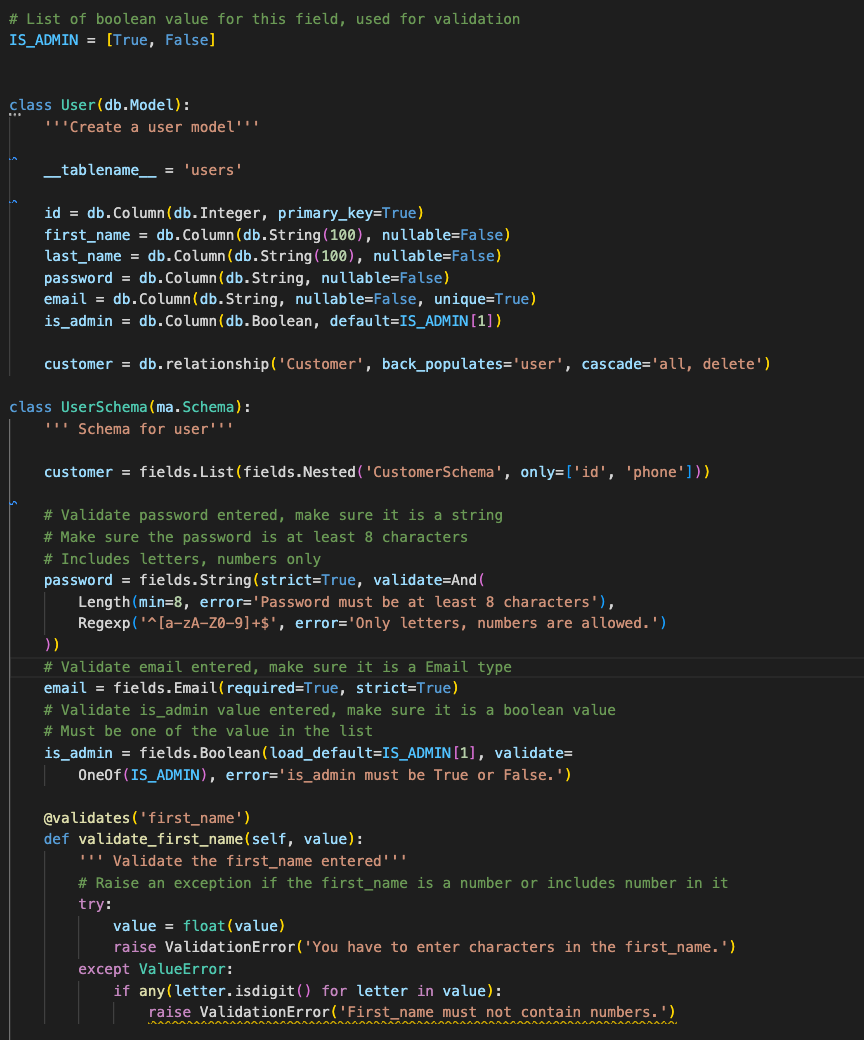 # List of boolean value for this field, used for validation
IS_ADMIN = [True, False]
class User(db.Model):
'''Create a user model'''
__tablename__ = 'users'
id = db.Column(db.Integer, primary_key=True)
first_name = db.Column(db.String(100), nullable=False)
last_name = db.Column(db.String(100), nullable=False)
password = db.Column(db.String, nullable=False)
email = db.Column(db.String, nullable=False, unique=True)
is_admin = db.Column(db.Boolean, default=IS_ADMIN[1])
customer = db.relationship('Customer', back_populates='user', cascade='all, delete')
class UserSchema(ma.Schema):
''' Schema for user'''
customer = fields.List(fields.Nested('CustomerSchema', only=['id', 'phone']))
# Validate password entered, make sure it is a string
# Make sure the password is at least 8 characters
# Includes letters, numbers only
password = fields.String(strict=True, validate=And(
Length(min=8, error='Password must be at least 8 characters'),
Regexp('^[a-zA-Z0-9]+$', error='Only letters, numbers are allowed.')
))
# Validate email entered, make sure it is a Email type
email = fields.Email(required=True, strict=True)
# Validate is_admin value entered, make sure it is a boolean value
# Must be one of the value in the list
is_admin = fields.Boolean(load_default=IS_ADMIN[1], validate=
OneOf(IS_ADMIN), error='is_admin must be True or False.')
@validates('first_name')
def validate_first_name(self, value):
''' Validate the first_name entered'''
# Raise an exception if the first_name is a number or includes number in it
try:
value = float(value)
raise ValidationError('You have to enter characters in the first_name.')
except ValueError:
if any(letter.isdigit() for letter in value):
raise ValidationError('First_name must not contain numbers.')